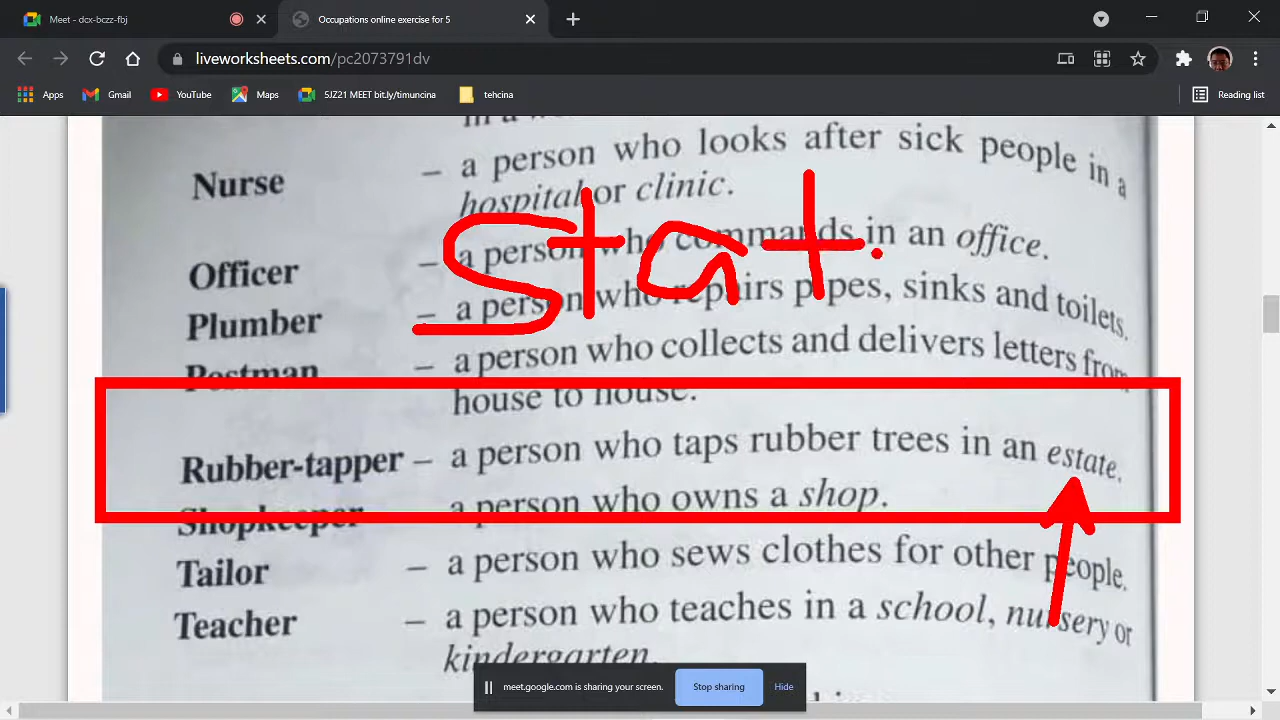 Meet - dcx-bczz-fbj
Occupations online exercise for 5
liveworksheets.com/pc2073791dv
Apps Gmail YouTube Maps 5JZ21 MEET bit.ly/timuncina tehcina Reading list
in a
Nurse – a person who looks after sick people in a
hospital or clinic.
stat.
Officer – a person who commands in an office.
Plumber – a person who repairs pipes, sinks and toilets.
Postman – a person who collects and delivers letters from
house to house.
Rubber-tapper – a person who taps rubber trees in an estate.
Shopkeeper – a person who owns a shop.
Tailor – a person who sews clothes for other people.
Teacher – a person who teaches in a school, nursery or
kindergarten.
meet.google.com is sharing your screen. Stop sharing Hide